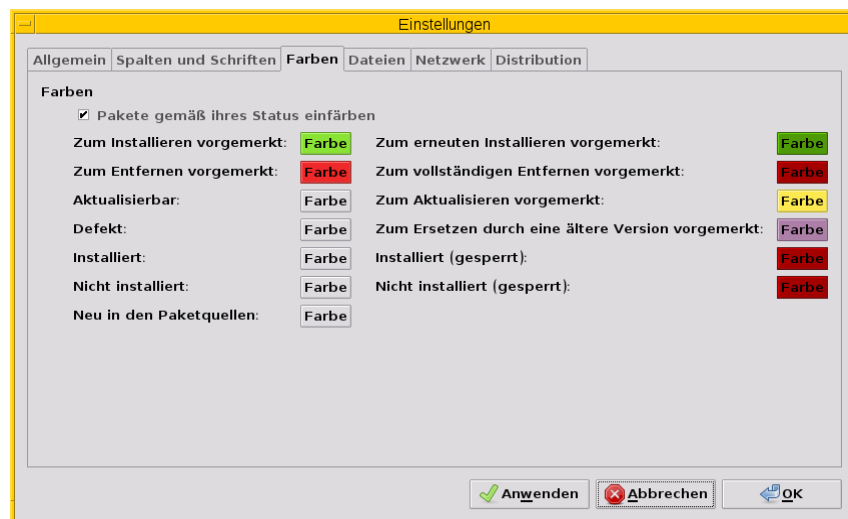 Einstellungen
Allgemein Spalten und Schriften Farben Dateien Netzwerk Distribution
Farben
Pakete gemäß ihres Status einfärben
Zum Installieren vorgemerkt: Farbe Zum erneuten Installieren vorgemerkt: Farbe
Zum Entfernen vorgemerkt: Farbe Zum vollständigen Entfernen vorgemerkt: Farbe
Aktualisierbar: Farbe Zum Aktualisieren vorgemerkt: Farbe
Defekt: Farbe Zum Ersetzen durch eine ältere Version vorgemerkt: Farbe
Installiert: Farbe Installiert (gesperrt): Farbe
Nicht installiert: Farbe Nicht installiert (gesperrt): Farbe
Neu in den Paketquellen: Farbe
Anwenden Abbrechen OK